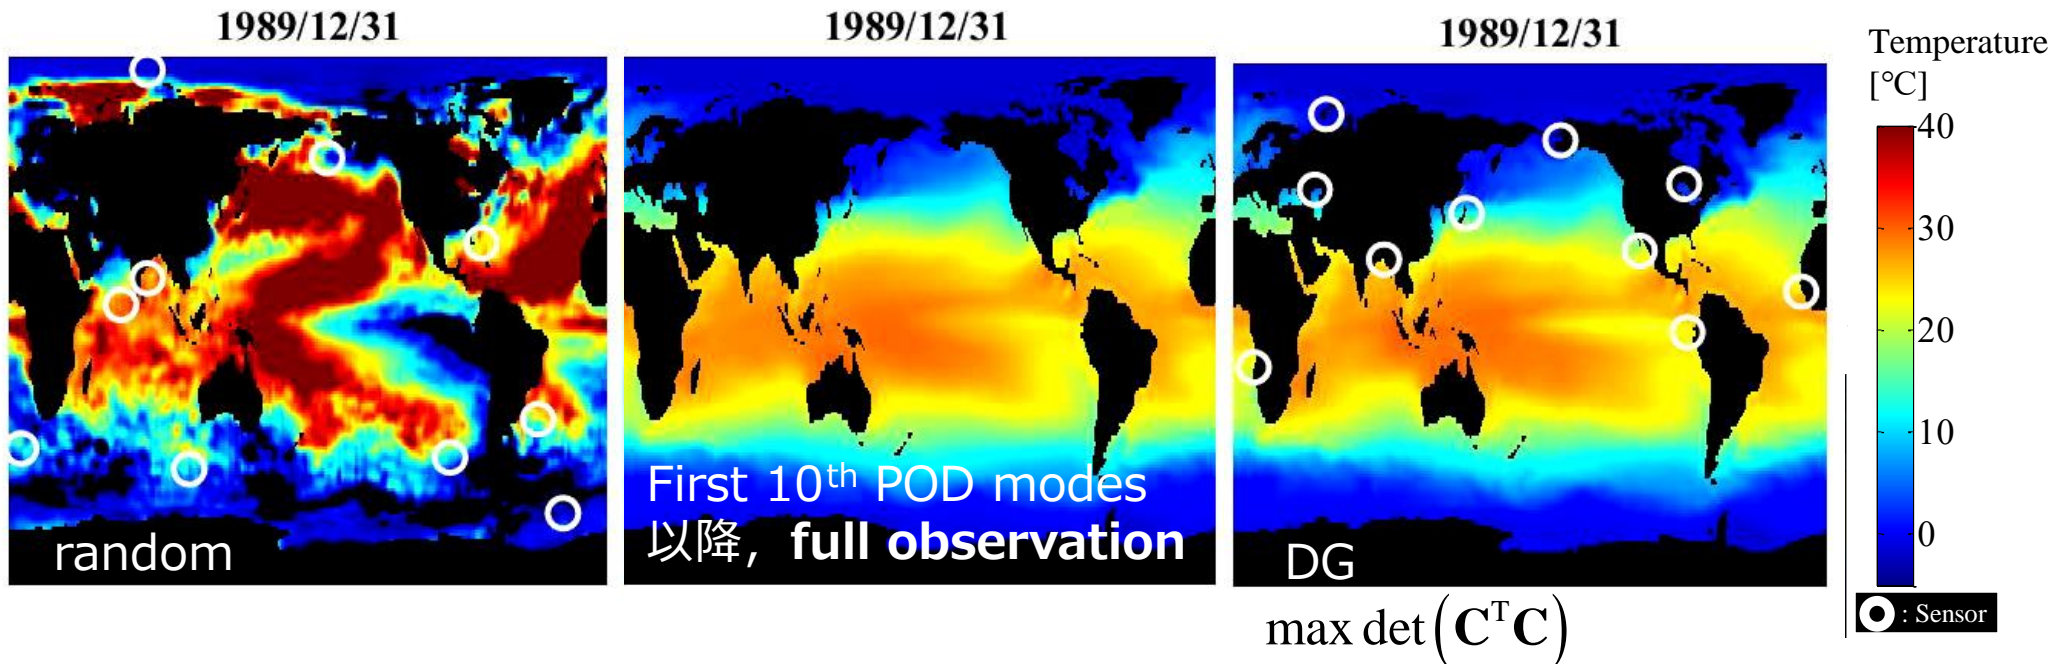 1989/12/31
1989/12/31
1989/12/31
Temperature
[°C]
40
30
20
10
0
random
First 10th POD modes
以降，full observation
DG
max det(CᵀC)
: Sensor